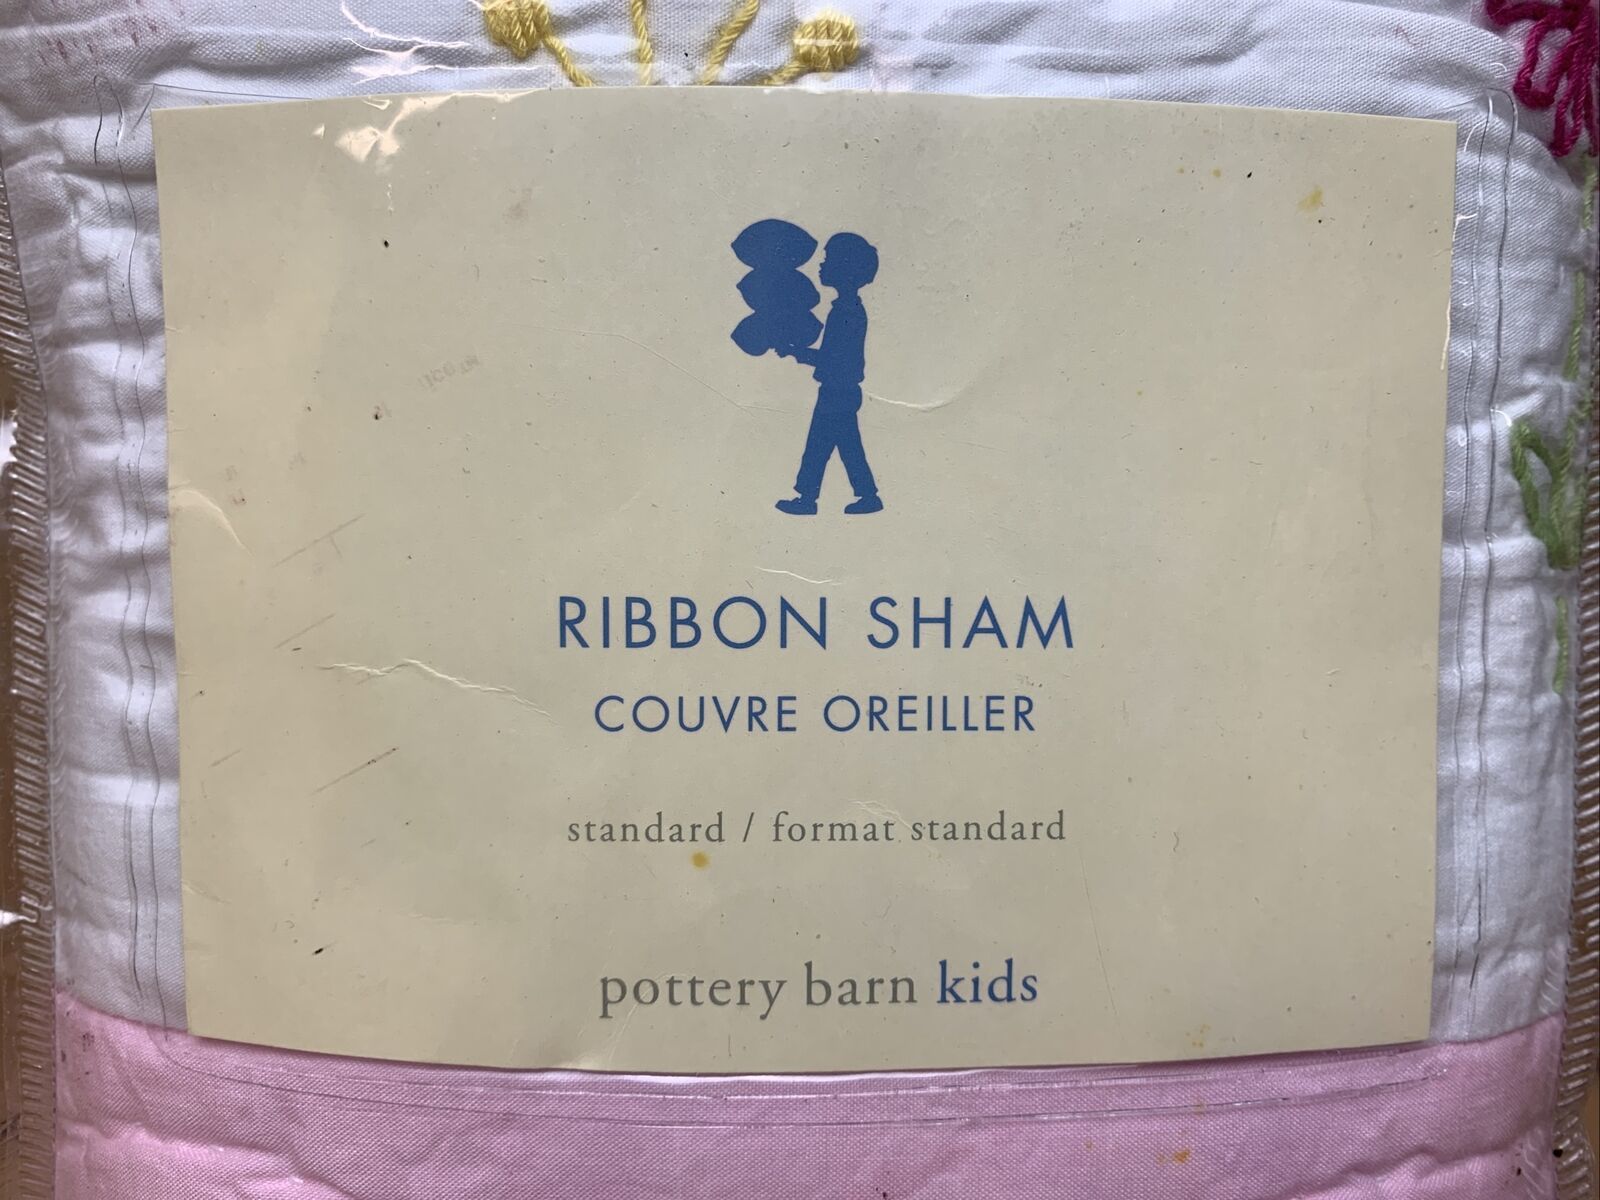 RIBBON SHAM
COUVRE OREILLER
standard / format standard
pottery barn kids